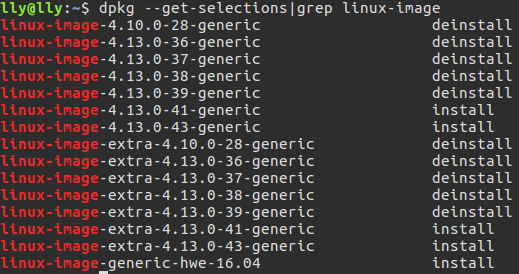 lly@lly:~$ dpkg --get-selections|grep linux-image
linux-image-4.10.0-28-generic deinstall
linux-image-4.13.0-36-generic deinstall
linux-image-4.13.0-37-generic deinstall
linux-image-4.13.0-38-generic deinstall
linux-image-4.13.0-39-generic deinstall
linux-image-4.13.0-41-generic install
linux-image-4.13.0-43-generic install
linux-image-extra-4.10.0-28-generic deinstall
linux-image-extra-4.13.0-36-generic deinstall
linux-image-extra-4.13.0-37-generic deinstall
linux-image-extra-4.13.0-38-generic deinstall
linux-image-extra-4.13.0-39-generic deinstall
linux-image-extra-4.13.0-41-generic install
linux-image-extra-4.13.0-43-generic install
linux-image-generic-hwe-16.04 install